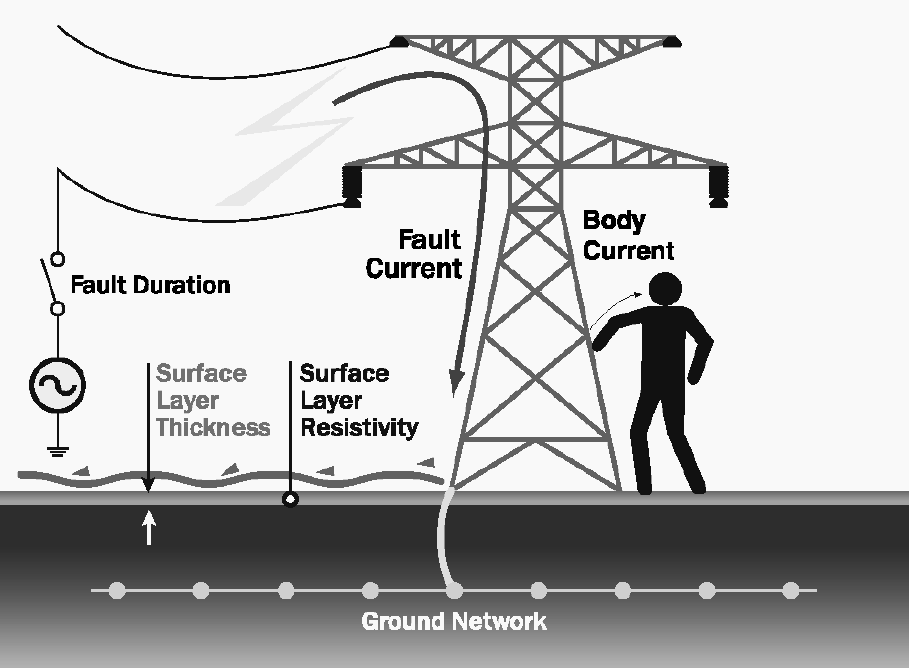 Body
Current
Fault
Current
Fault Duration
Surface
Layer
Thickness
Surface
Layer
Resistivity
Ground Network